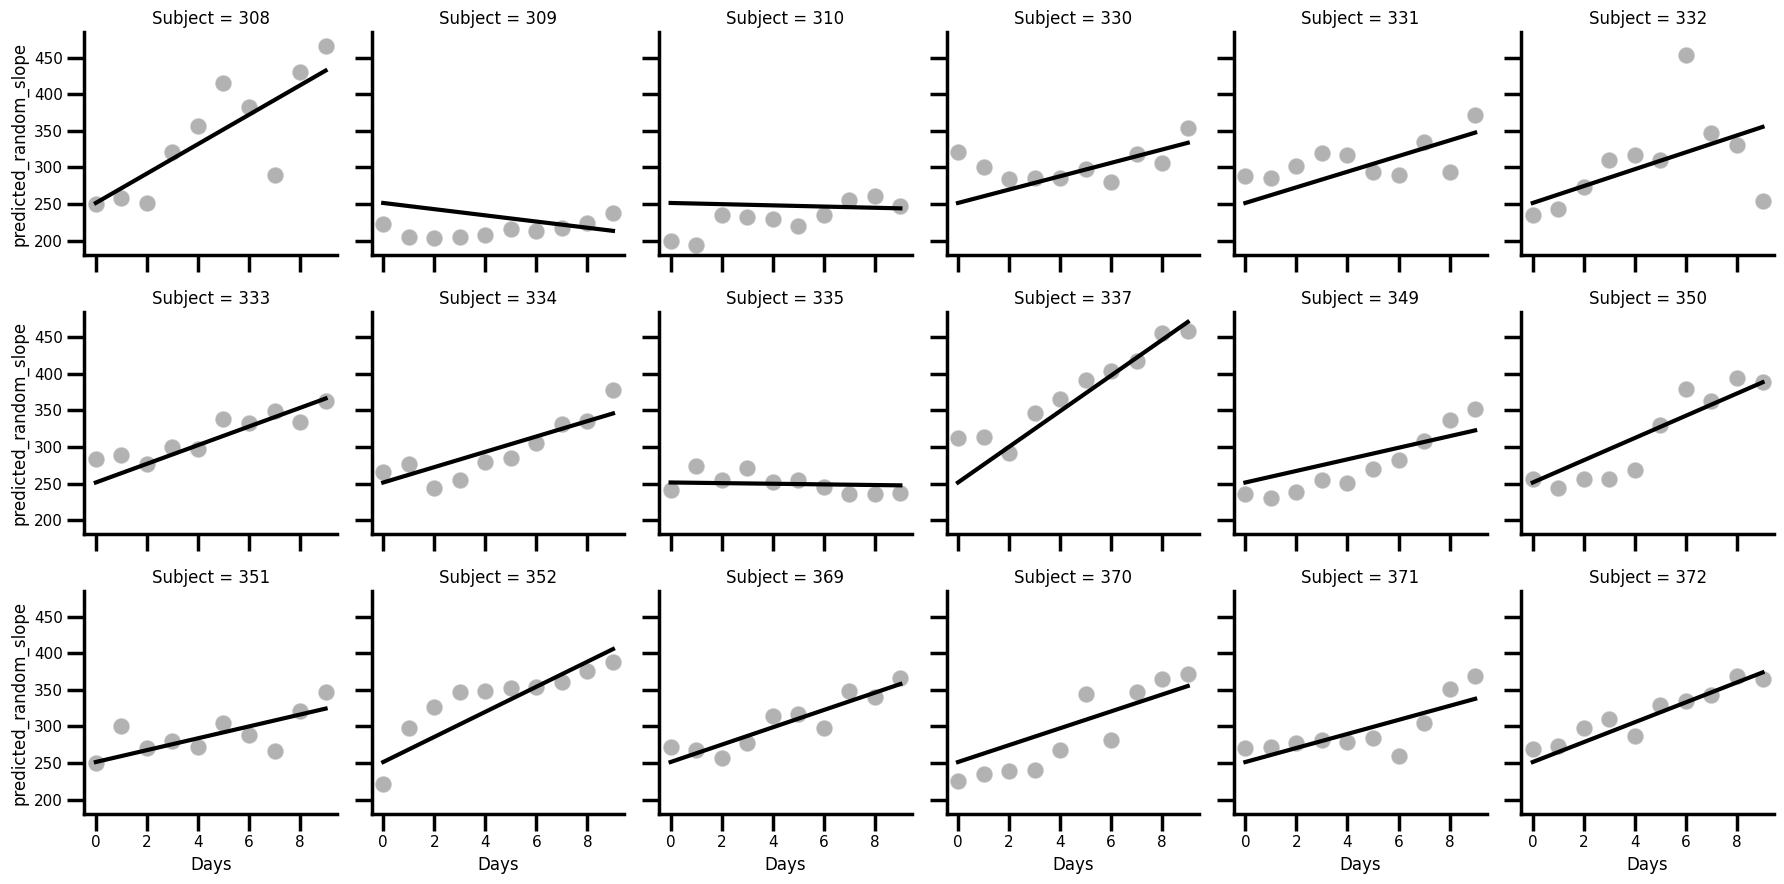 Subject = 308
Subject = 309
Subject = 310
Subject = 330
Subject = 331
Subject = 332
predicted_random_slope
450
400
350
300
250
200
Subject = 333
Subject = 334
Subject = 335
Subject = 337
Subject = 349
Subject = 350
predicted_random_slope
450
400
350
300
250
200
Subject = 351
Subject = 352
Subject = 369
Subject = 370
Subject = 371
Subject = 372
predicted_random_slope
450
400
350
300
250
200
0 2 4 6 8
0 2 4 6 8
0 2 4 6 8
0 2 4 6 8
0 2 4 6 8
0 2 4 6 8
Days
Days
Days
Days
Days
Days